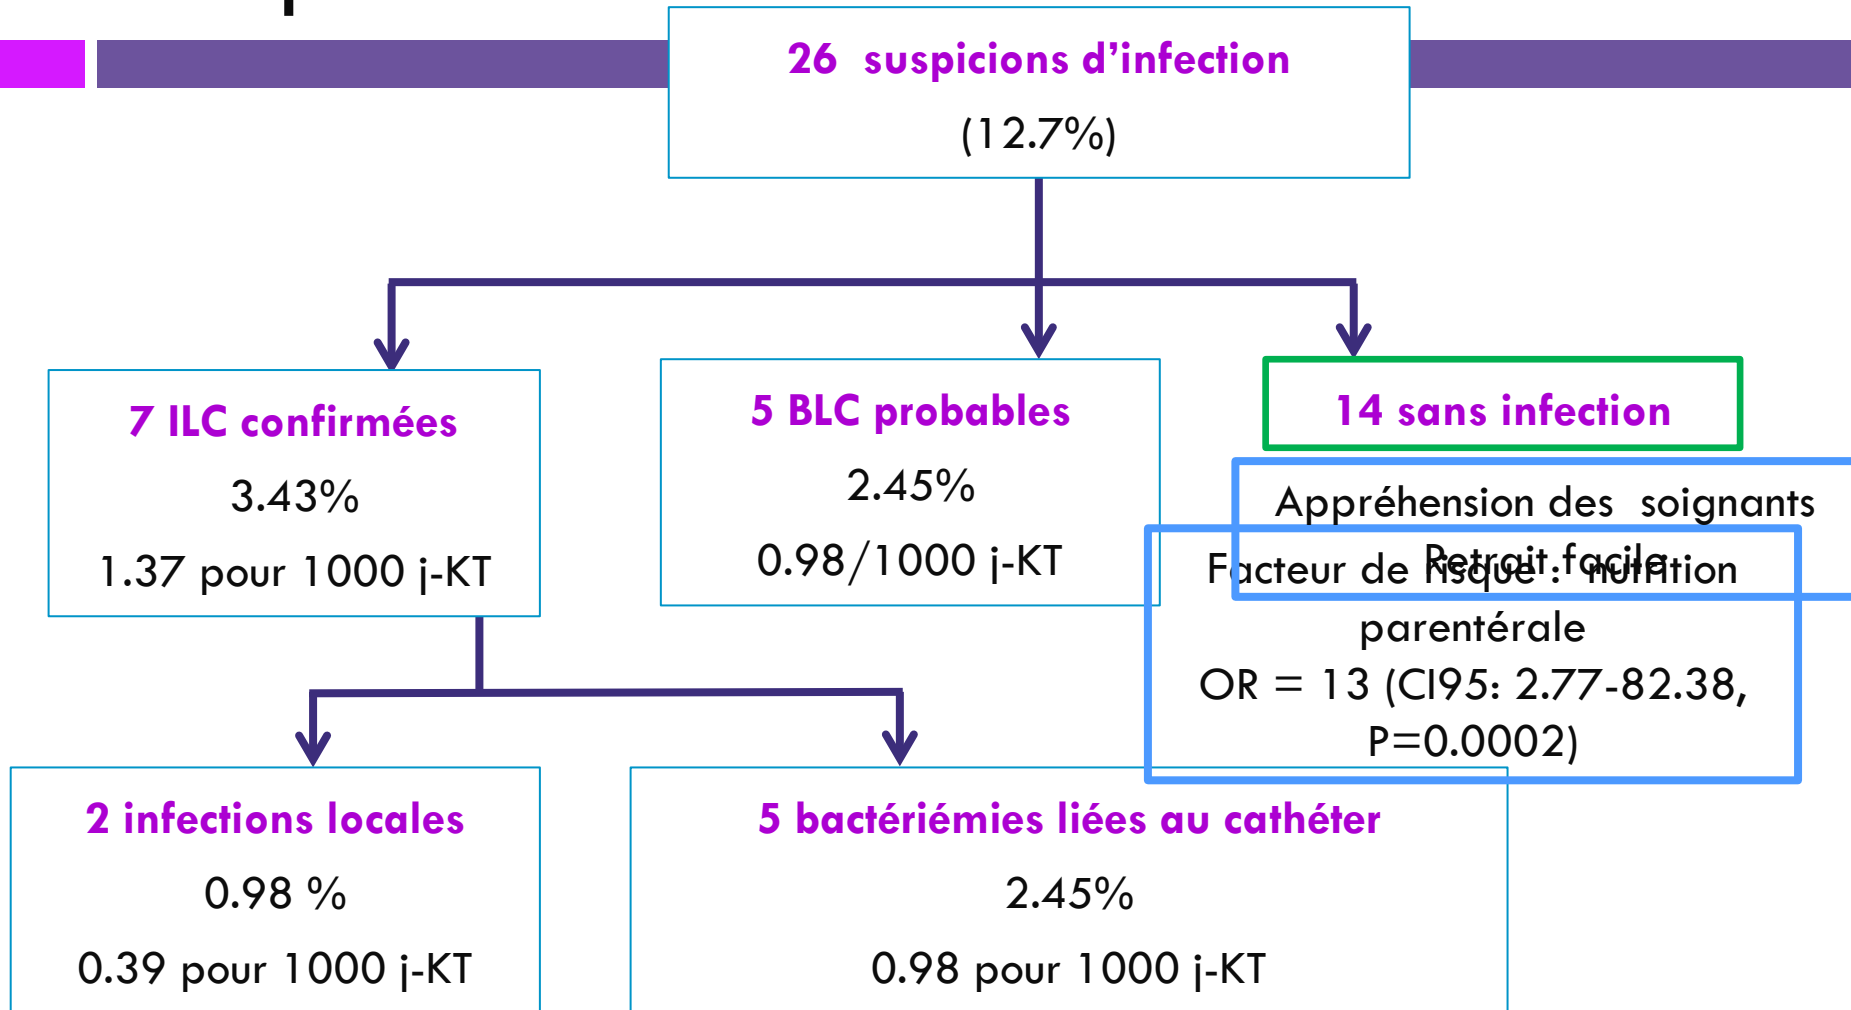 26 suspicions d’infection
(12.7%)
7 ILC confirmées
3.43%
1.37 pour 1000 j-KT
5 BLC probables
2.45%
0.98/1000 j-KT
14 sans infection
Appréhension des soignants
Retrait facile
Facteur de risque : nutrition
parentérale
OR = 13 (CI95: 2.77-82.38,
P=0.0002)
2 infections locales
0.98 %
0.39 pour 1000 j-KT
5 bactériémies liées au cathéter
2.45%
0.98 pour 1000 j-KT